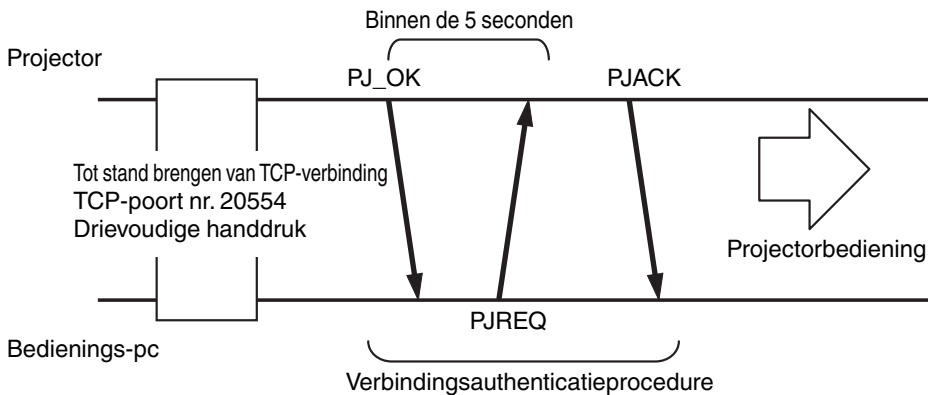 Binnen de 5 seconden
Projector
PJ_OK
PJACK
Tot stand brengen van TCP-verbinding
TCP-poort nr. 20554
Drievoudige handdruk
Projectorbediening
PJREQ
Bedienings-pc
Verbindingsauthenticatieprocedure